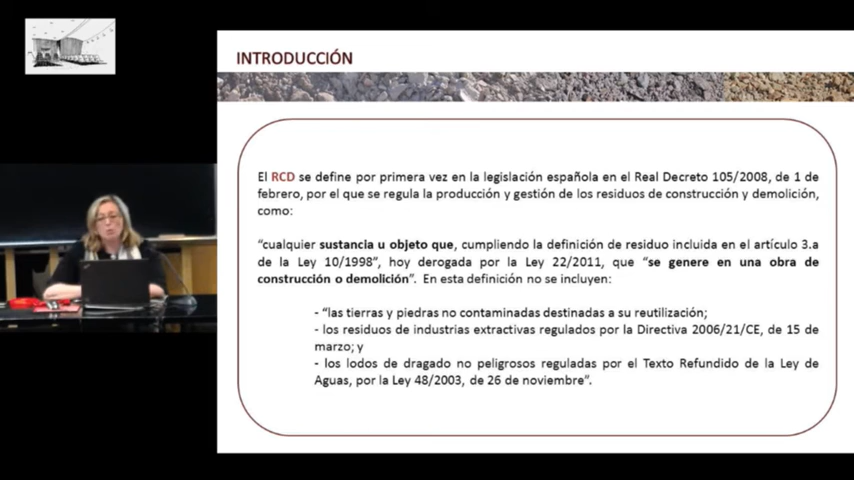 INTRODUCCIÓN
El RCD se define por primera vez en la legislación española en el Real Decreto 105/2008, de 1 de
febrero, por el que se regula la producción y gestión de los residuos de construcción y demolición,
como:
“cualquier sustancia u objeto que, cumpliendo la definición de residuo incluida en el artículo 3.a
de la Ley 10/1998”, hoy derogada por la Ley 22/2011, que “se genere en una obra de
construcción o demolición”. En esta definición no se incluyen:
- “las tierras y piedras no contaminadas destinadas a su reutilización;
- los residuos de industrias extractivas regulados por la Directiva 2006/21/CE, de 15 de
marzo; y
- los lodos de dragado no peligrosos reguladas por el Texto Refundido de la Ley de
Aguas, por la Ley 48/2003, de 26 de noviembre”.